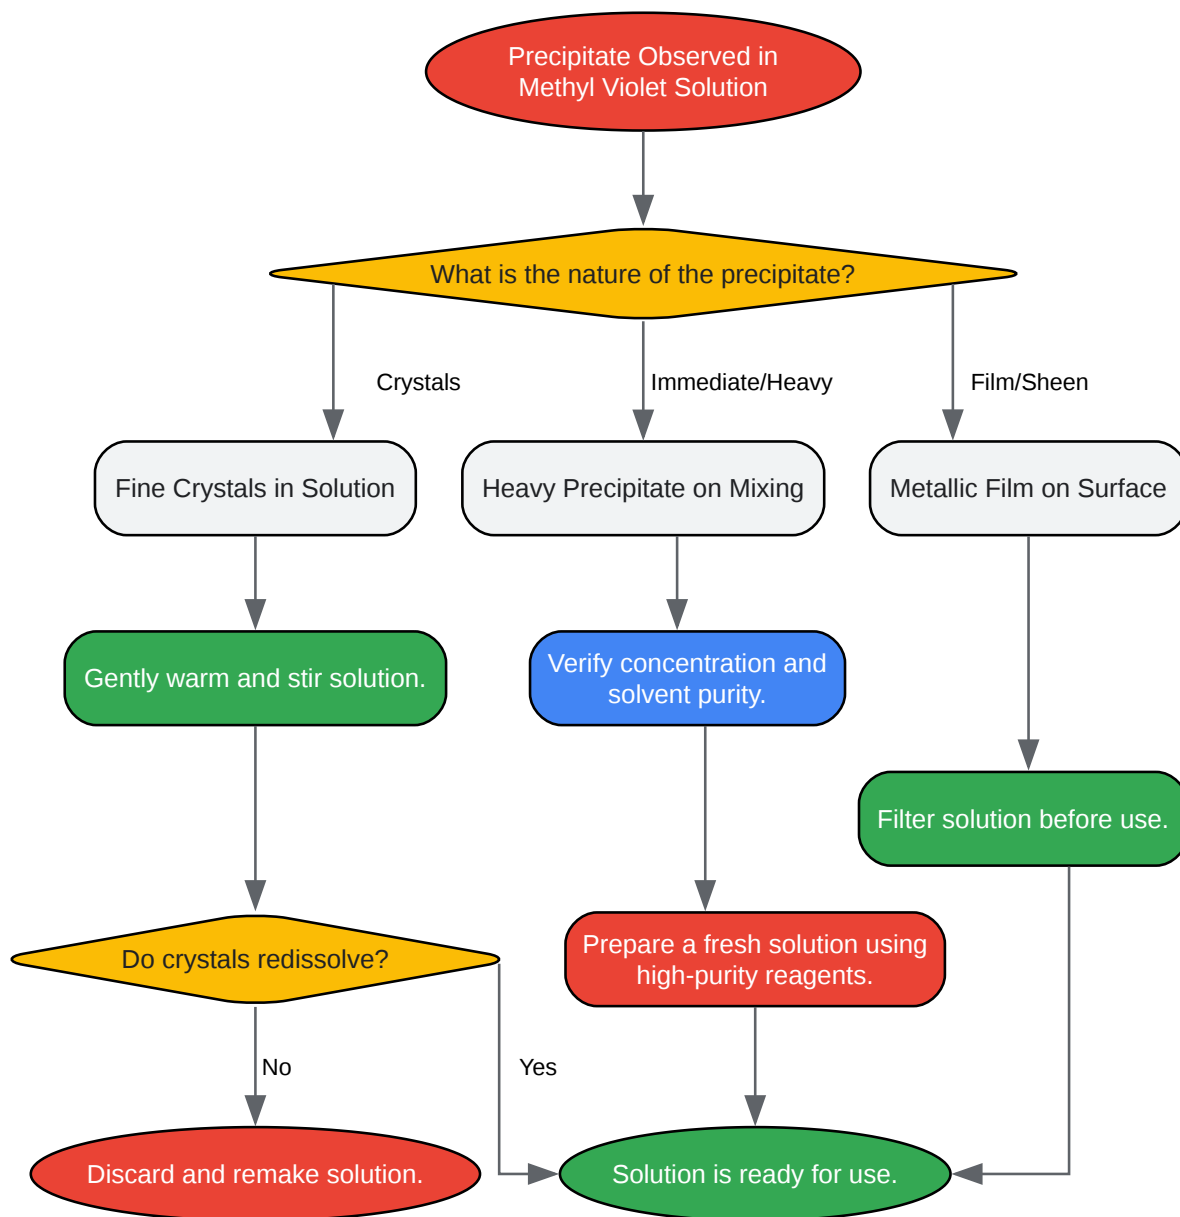 Precipitate Observed in
Methyl Violet Solution
What is the nature of the precipitate?
Crystals
Immediate/Heavy
Film/Sheen
Fine Crystals in Solution
Heavy Precipitate on Mixing
Metallic Film on Surface
Gently warm and stir solution.
Verify concentration and
solvent purity.
Filter solution before use.
Do crystals redissolve?
Prepare a fresh solution using
high-purity reagents.
No
Yes
Discard and remake solution.
Solution is ready for use.